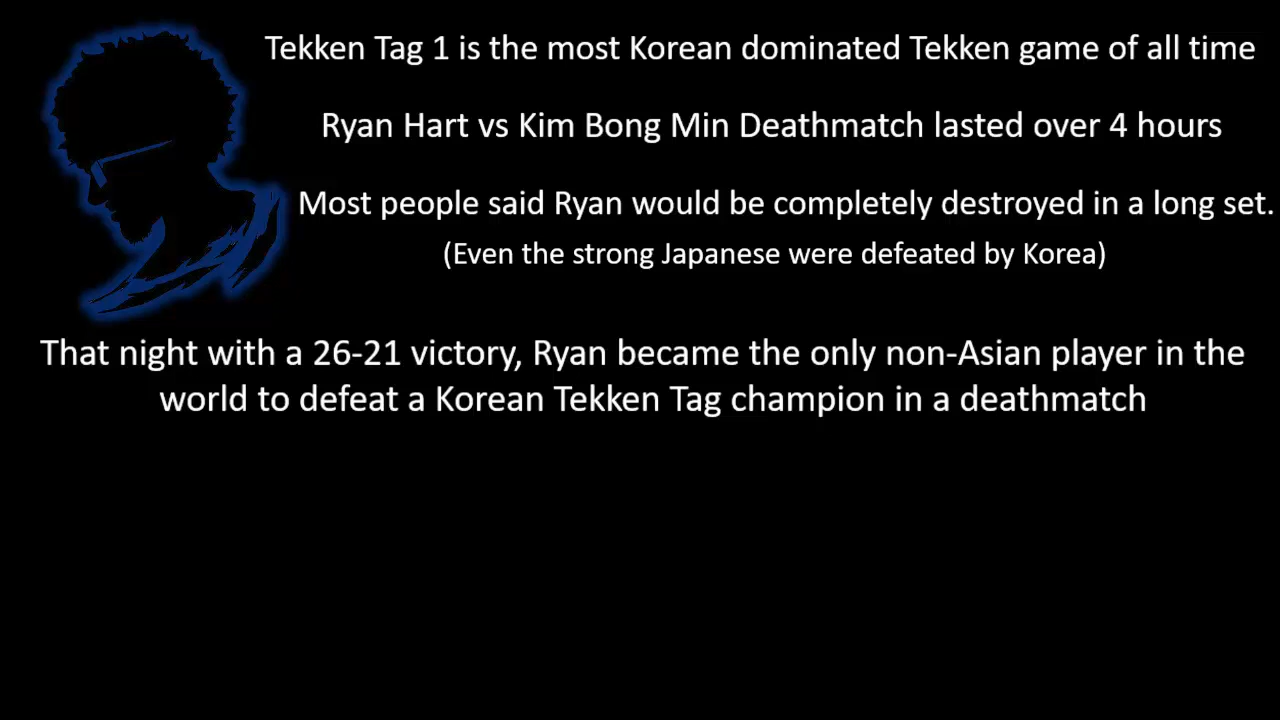 Tekken Tag 1 is the most Korean dominated Tekken game of all time
Ryan Hart vs Kim Bong Min Deathmatch lasted over 4 hours
Most people said Ryan would be completely destroyed in a long set.
(Even the strong Japanese were defeated by Korea)
That night with a 26-21 victory, Ryan became the only non-Asian player in the
world to defeat a Korean Tekken Tag champion in a deathmatch